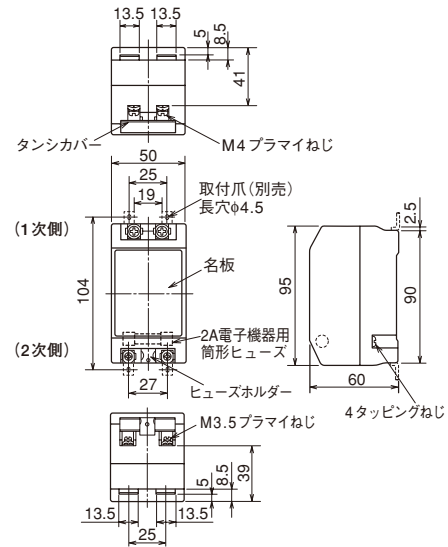 13.5 13.5
5
8.5
41
タンシカバー
M4プラマイねじ
50
25
19
取付爪(別売)
長穴φ4.5
(1次側)
名板
104
2A電子機器用
筒形ヒューズ
(2次側)
ヒューズホルダー
27
2.5
95
90
60
4タッピングねじ
M3.5プラマイねじ
39
5
8.5
13.5 13.5
25